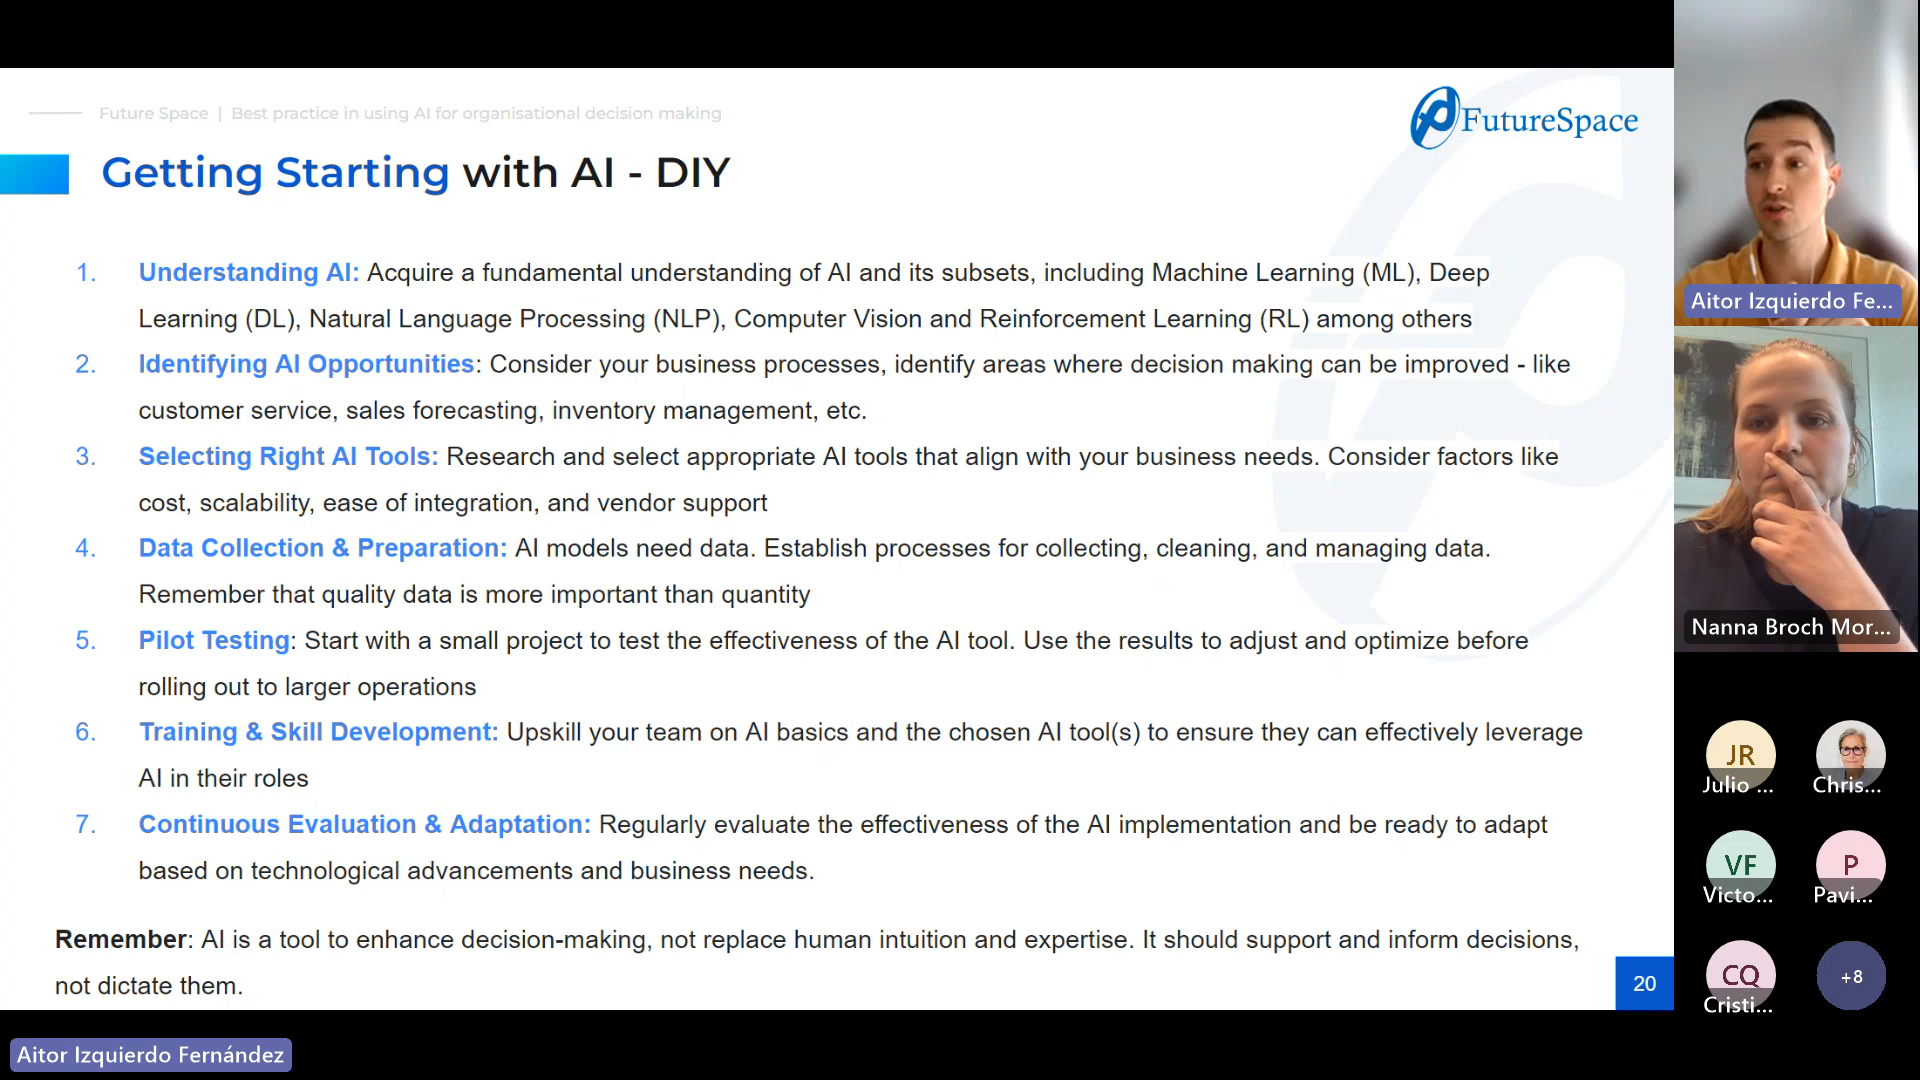 Future Space | Best practice in using AI for organisational decision making
FutureSpace
Getting Starting with AI - DIY
1. Understanding AI: Acquire a fundamental understanding of AI and its subsets, including Machine Learning (ML), Deep
Learning (DL), Natural Language Processing (NLP), Computer Vision and Reinforcement Learning (RL) among others
2. Identifying AI Opportunities: Consider your business processes, identify areas where decision making can be improved - like
customer service, sales forecasting, inventory management, etc.
3. Selecting Right AI Tools: Research and select appropriate AI tools that align with your business needs. Consider factors like
cost, scalability, ease of integration, and vendor support
4. Data Collection & Preparation: AI models need data. Establish processes for collecting, cleaning, and managing data.
Remember that quality data is more important than quantity
5. Pilot Testing: Start with a small project to test the effectiveness of the AI tool. Use the results to adjust and optimize before
rolling out to larger operations
6. Training & Skill Development: Upskill your team on AI basics and the chosen AI tool(s) to ensure they can effectively leverage
AI in their roles
7. Continuous Evaluation & Adaptation: Regularly evaluate the effectiveness of the AI implementation and be ready to adapt
based on technological advancements and business needs.
Remember: AI is a tool to enhance decision-making, not replace human intuition and expertise. It should support and inform decisions,
not dictate them.
20
Aitor Izquierdo Fernández
Aitor Izquierdo Fe...
Nanna Broch Mor...
JR
Julio ...
Chris...
VF
Victo...
P
Pavi...
CQ
Cristi...
+8